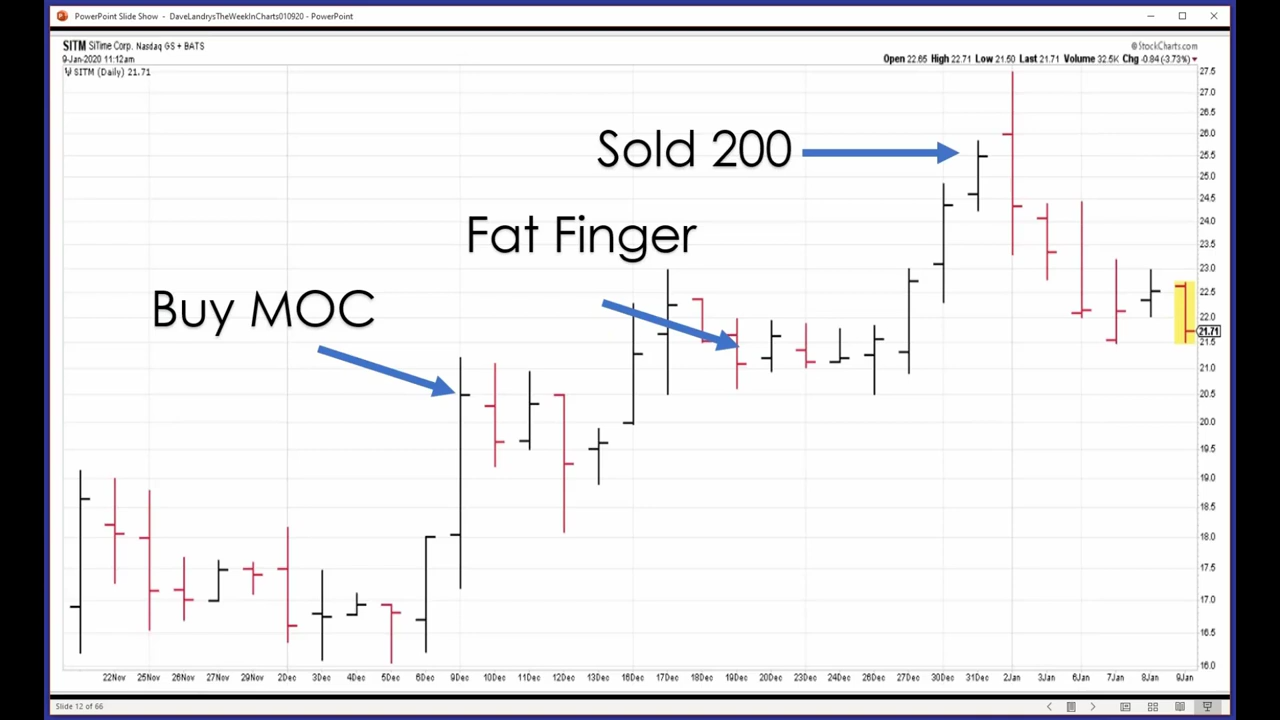 PowerPoint Slide Show - DaveLandrysTheWeekInCharts010920 - PowerPoint
SITM SiTime Corp. Nasdaq GS + BATS
© StockCharts.com
9-Jan-2020 11:12am
Open 22.65 High 22.71 Low 21.50 Last 21.71 Volume 32.5K Chg -0.84 (-3.73%)
SITM (Daily) 21.71
27.5
27.0
26.5
26.0
Sold 200
25.5
25.0
24.5
24.0
Fat Finger
23.5
23.0
22.5
Buy MOC
22.0
21.71
21.5
21.0
20.5
20.0
19.5
19.0
18.5
18.0
17.5
17.0
16.5
16.0
22Nov 25Nov 26Nov 27Nov 29Nov 2Dec 3Dec 4Dec 5Dec 6Dec 9Dec 10Dec 11Dec 12Dec 13Dec 16Dec 17Dec 18Dec 19Dec 20Dec 23Dec 24Dec 26Dec 27Dec 30Dec 31Dec 2Jan 3Jan 6Jan 7Jan 8Jan 9Jan
Slide 12 of 66